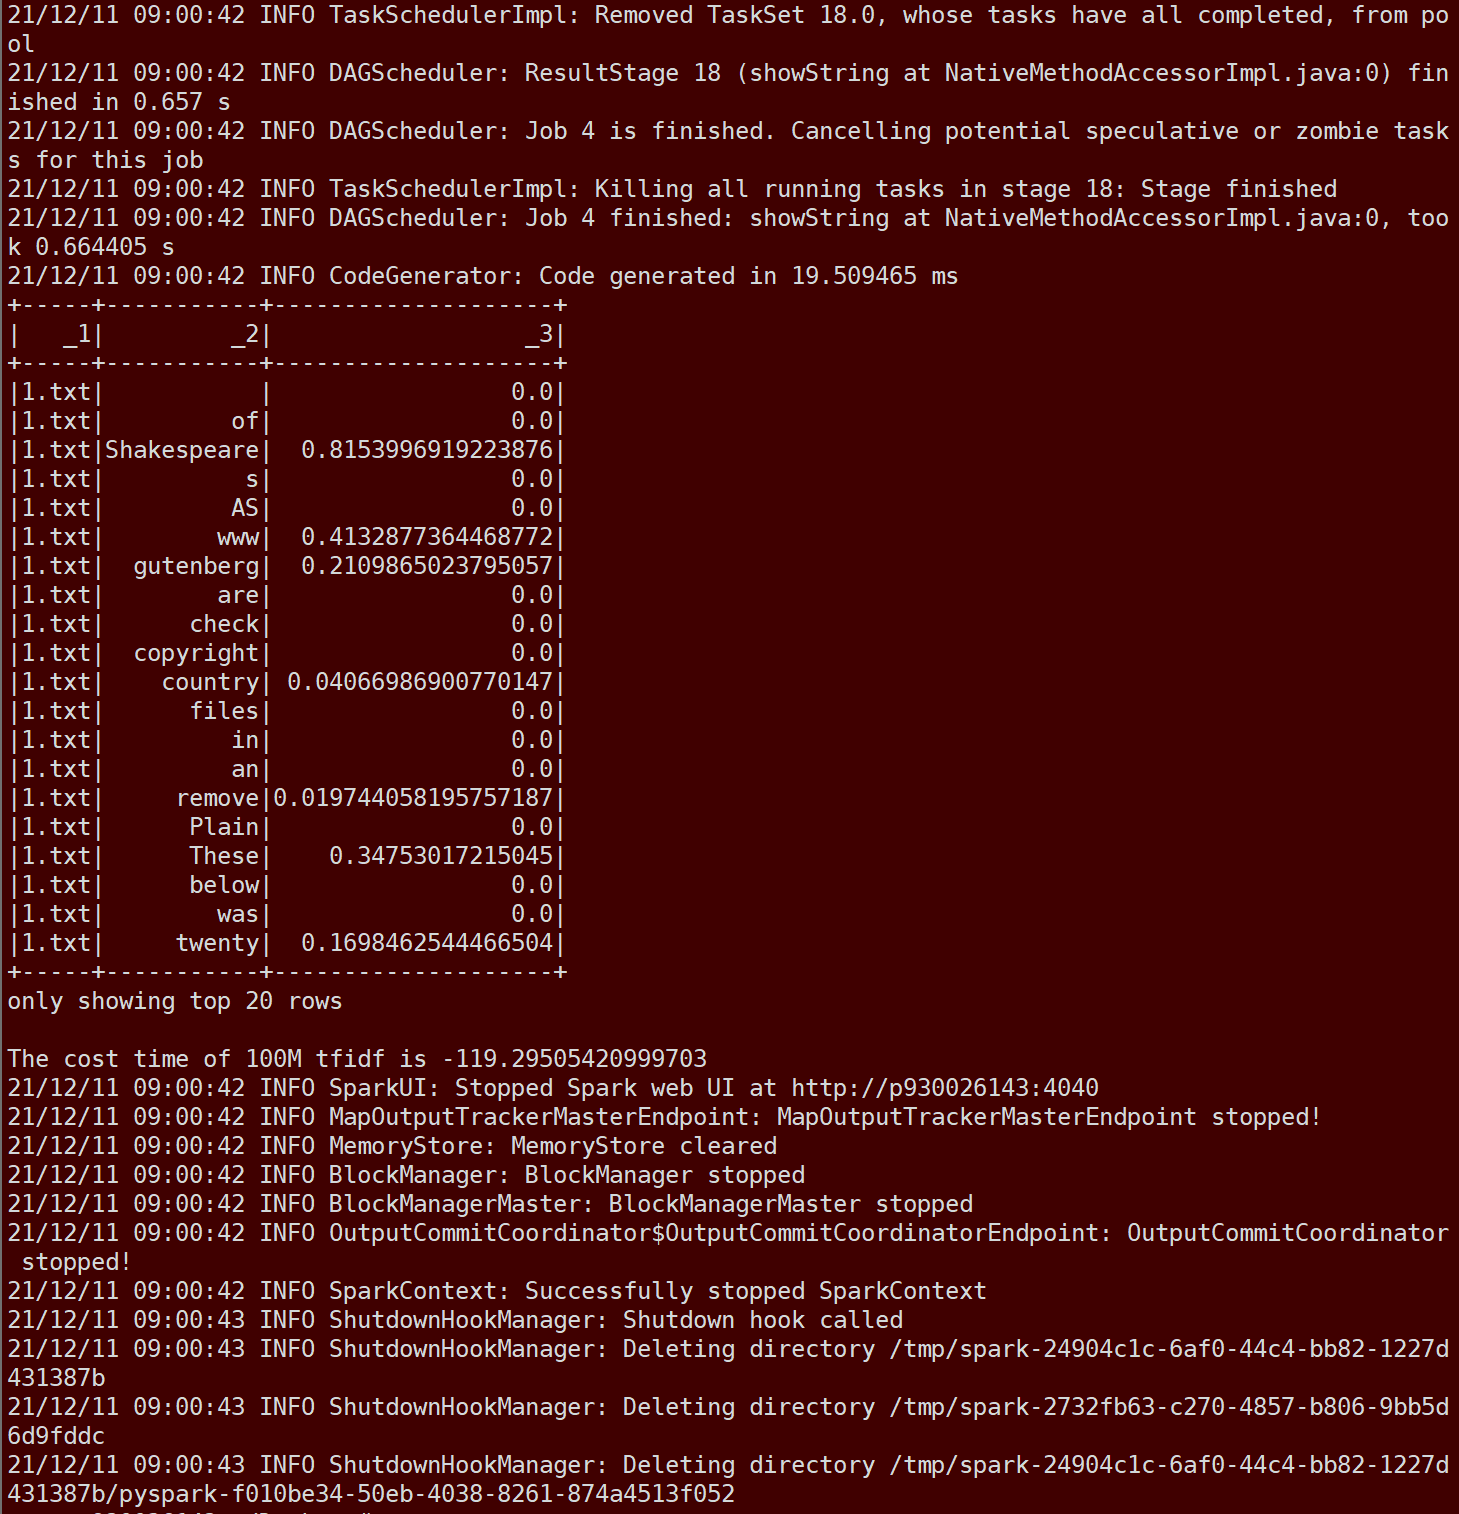 21/12/11 09:00:42 INFO TaskSchedulerImpl: Removed TaskSet 18.0, whose tasks have all completed, from po
ol
21/12/11 09:00:42 INFO DAGScheduler: ResultStage 18 (showString at NativeMethodAccessorImpl.java:0) fin
ished in 0.657 s
21/12/11 09:00:42 INFO DAGScheduler: Job 4 is finished. Cancelling potential speculative or zombie task
s for this job
21/12/11 09:00:42 INFO TaskSchedulerImpl: Killing all running tasks in stage 18: Stage finished
21/12/11 09:00:42 INFO DAGScheduler: Job 4 finished: showString at NativeMethodAccessorImpl.java:0, too
k 0.664405 s
21/12/11 09:00:42 INFO CodeGenerator: Code generated in 19.509465 ms
+-----+-----------+--------------------+
|   _1|         _2|                  _3|
+-----+-----------+--------------------+
|1.txt|           |                 0.0|
|1.txt|         of|                 0.0|
|1.txt|Shakespeare|  0.8153996919223876|
|1.txt|          s|                 0.0|
|1.txt|         AS|                 0.0|
|1.txt|        www|  0.4132877364468772|
|1.txt|  gutenberg|  0.2109865023795057|
|1.txt|        are|                 0.0|
|1.txt|      check|                 0.0|
|1.txt|  copyright|                 0.0|
|1.txt|    country| 0.04066986900770147|
|1.txt|      files|                 0.0|
|1.txt|         in|                 0.0|
|1.txt|         an|                 0.0|
|1.txt|     remove|0.019744058195757187|
|1.txt|      Plain|                 0.0|
|1.txt|      These|    0.34753017215045|
|1.txt|      below|                 0.0|
|1.txt|        was|                 0.0|
|1.txt|     twenty|  0.1698462544466504|
+-----+-----------+--------------------+
only showing top 20 rows
The cost time of 100M tfidf is -119.29505420999703
21/12/11 09:00:42 INFO SparkUI: Stopped Spark web UI at http://p930026143:4040
21/12/11 09:00:42 INFO MapOutputTrackerMasterEndpoint: MapOutputTrackerMasterEndpoint stopped!
21/12/11 09:00:42 INFO MemoryStore: MemoryStore cleared
21/12/11 09:00:42 INFO BlockManager: BlockManager stopped
21/12/11 09:00:42 INFO BlockManagerMaster: BlockManagerMaster stopped
21/12/11 09:00:42 INFO OutputCommitCoordinator$OutputCommitCoordinatorEndpoint: OutputCommitCoordinator
 stopped!
21/12/11 09:00:42 INFO SparkContext: Successfully stopped SparkContext
21/12/11 09:00:43 INFO ShutdownHookManager: Shutdown hook called
21/12/11 09:00:43 INFO ShutdownHookManager: Deleting directory /tmp/spark-24904c1c-6af0-44c4-bb82-1227d
431387b
21/12/11 09:00:43 INFO ShutdownHookManager: Deleting directory /tmp/spark-2732fb63-c270-4857-b806-9bb5d
6d9fddc
21/12/11 09:00:43 INFO ShutdownHookManager: Deleting directory /tmp/spark-24904c1c-6af0-44c4-bb82-1227d
431387b/pyspark-f010be34-50eb-4038-8261-874a4513f052